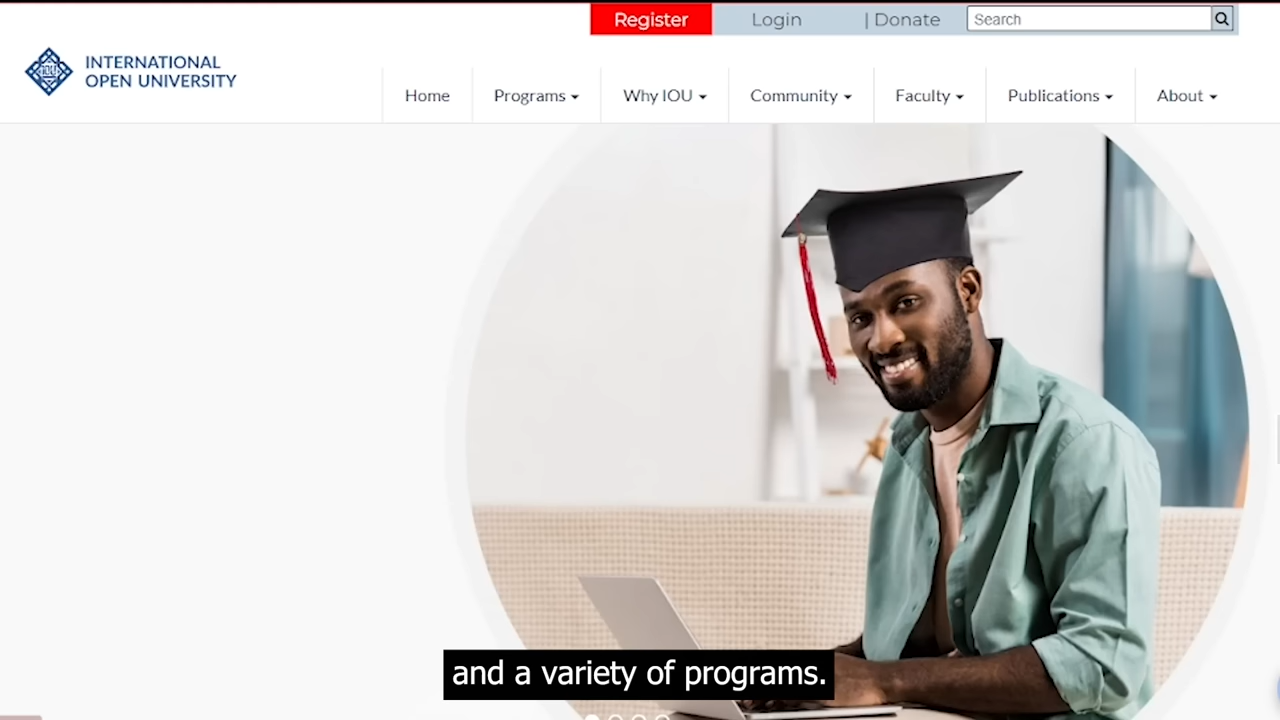 Register Login | Donate Search
INTERNATIONAL
OPEN UNIVERSITY
Home Programs Why IOU Community Faculty Publications About
and a variety of programs.